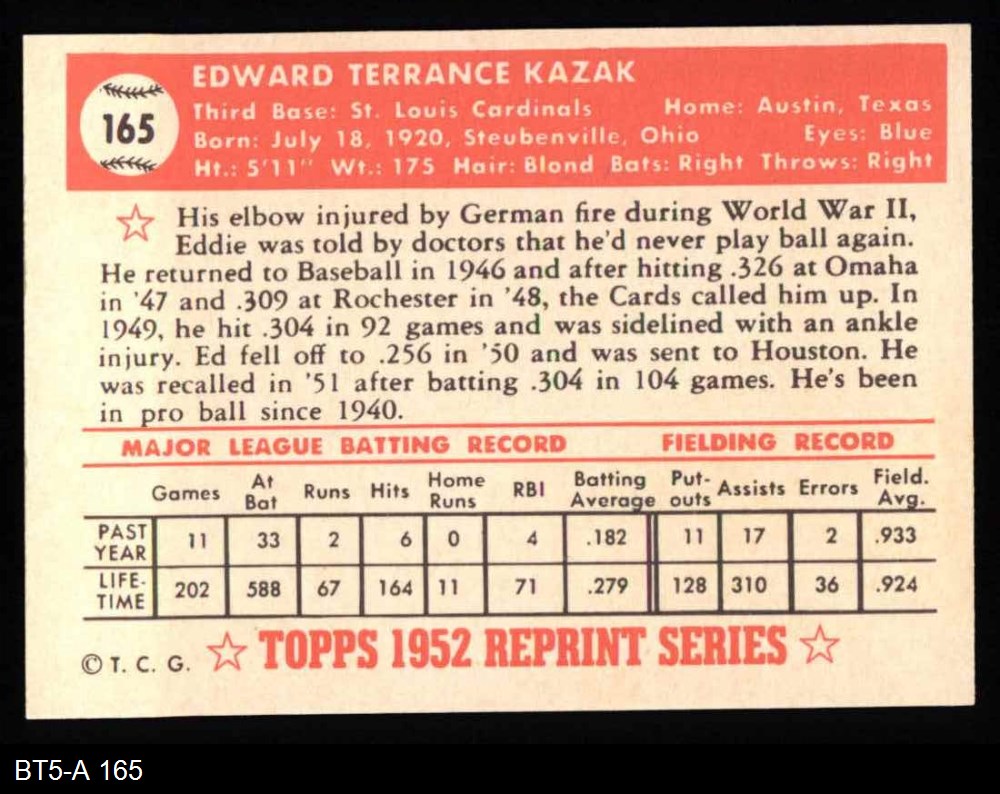 165
EDWARD TERRANCE KAZAK
Third Base: St. Louis Cardinals Home: Austin, Texas
Born: July 18, 1920, Steubenville, Ohio Eyes: Blue
Ht.: 5'11" Wt.: 175 Hair: Blond Bats: Right Throws: Right
His elbow injured by German fire during World War II,
Eddie was told by doctors that he'd never play ball again.
He returned to Baseball in 1946 and after hitting .326 at Omaha
in '47 and .309 at Rochester in '48, the Cards called him up. In
1949, he hit .304 in 92 games and was sidelined with an ankle
injury. Ed fell off to .256 in '50 and was sent to Houston. He
was recalled in '51 after batting .304 in 104 games. He's been
in pro ball since 1940.
MAJOR LEAGUE BATTING RECORD FIELDING RECORD
Games At Bat Runs Hits Home Runs RBI Batting Average Put-outs Assists Errors Field. Avg.
PAST YEAR 11 33 2 6 0 4 .182 11 17 2 .933
LIFE-TIME 202 588 67 164 11 71 .279 128 310 36 .924
© T. C. G. ☆ TOPPS 1952 REPRINT SERIES ☆
BT5-A 165